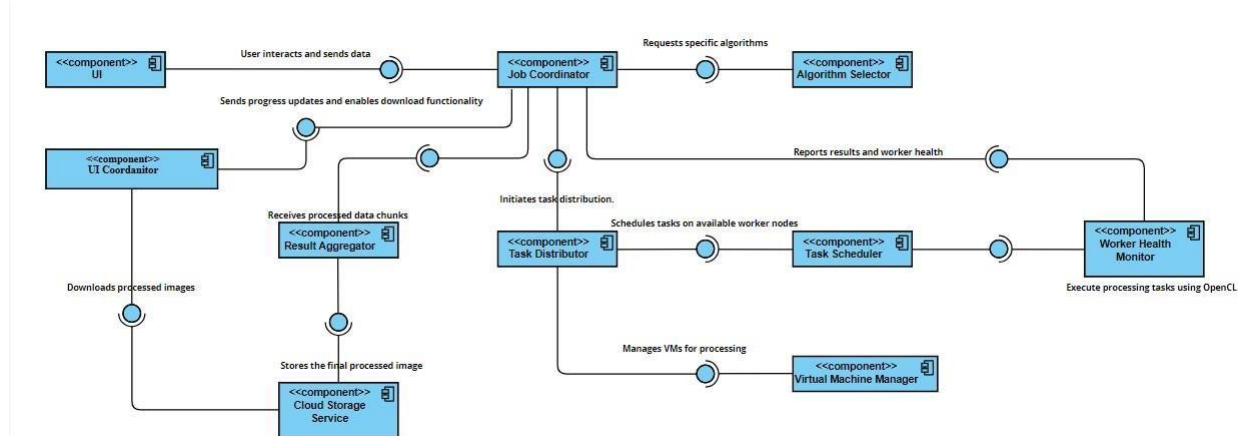 User interacts and sends data
Requests specific algorithms
<<component>>
UI
<<component>>
Job Coordinator
<<component>>
Algorithm Selector
Sends progress updates and enables download functionality
<<component>>
UI Coordanitor
Reports results and worker health
Initiates task distribution.
Receives processed data chunks
<<component>>
Result Aggregator
Schedules tasks on available worker nodes
<<component>>
Task Distributor
<<component>>
Task Scheduler
<<component>>
Worker Health
Monitor
Downloads processed images
Execute processing tasks using OpenCL
Manages VMs for processing
Stores the final processed image
<<component>>
Virtual Machine Manager
<<component>>
Cloud Storage
Service